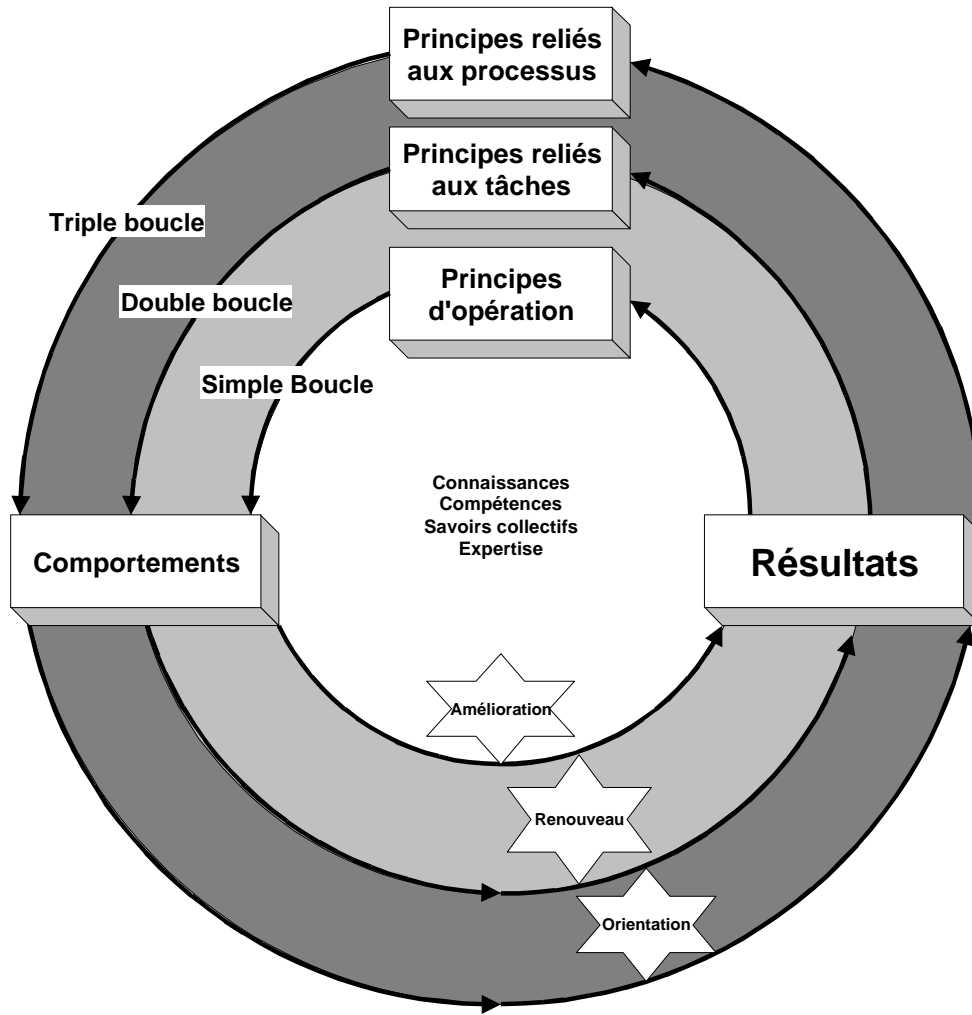 Principes reliés
aux processus
Principes reliés
aux tâches
Triple boucle
Principes
d'opération
Double boucle
Simple Boucle
Connaissances
Compétences
Savoirs collectifs
Expertise
Comportements
Résultats
Amélioration
Renouveau
Orientation